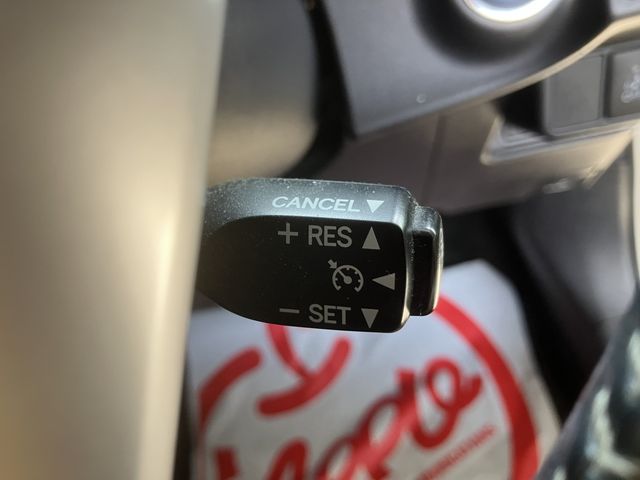 CANCEL ▼
+ RES ▲
◀
− SET ▼